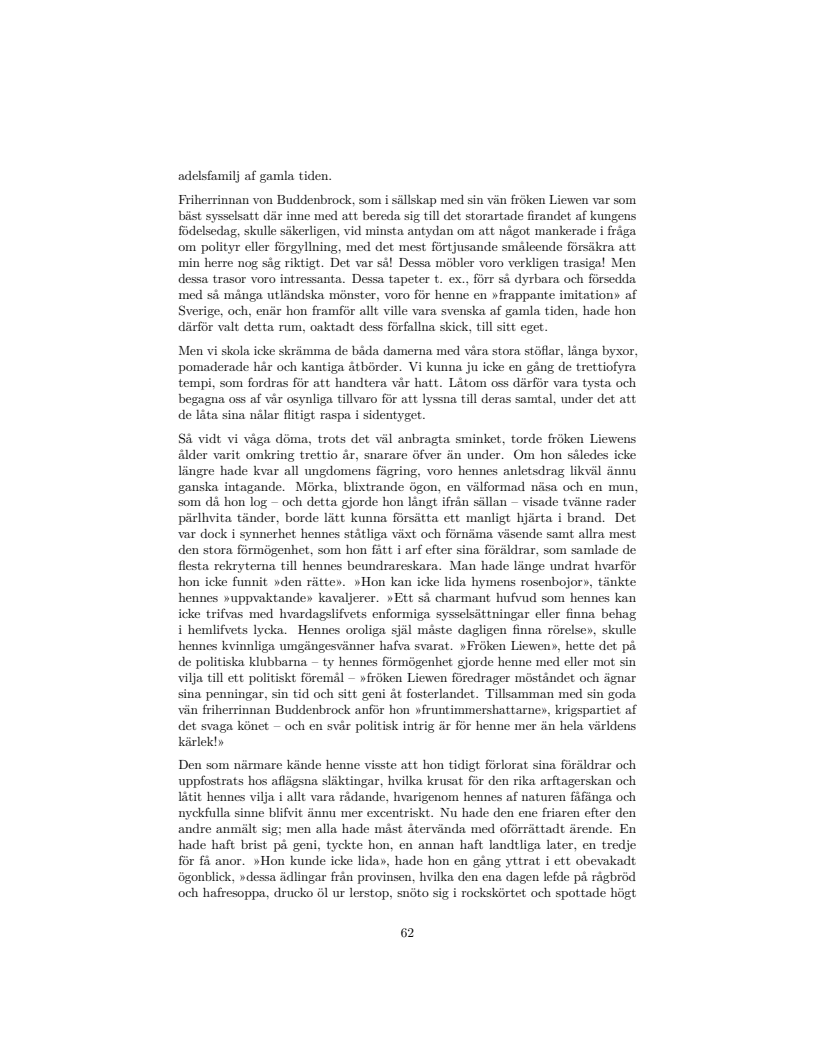 adelsfamilj af gamla tiden.
Friherrinnan von Buddenbrock, som i sällskap med sin vän fröken Liewen var som
bäst sysselsatt där inne med att bereda sig till det storartade firandet af kungens
födelsedag, skulle säkerligen, vid minsta antydan om att något mankerade i fråga
om polityr eller förgyllning, med det mest förtjusande småleende försäkra att
min herre nog såg riktigt. Det var så! Dessa möbler voro verkligen trasiga! Men
dessa trasor voro intressanta. Dessa tapeter t. ex., förr så dyrbara och försedda
med så många utländska mönster, voro för henne en »frappante imitation» af
Sverige, och, enär hon framför allt ville vara svenska af gamla tiden, hade hon
därför valt detta rum, oaktadt dess förfallna skick, till sitt eget.
Men vi skola icke skrämma de båda damerna med våra stora stöflar, långa byxor,
pomaderade hår och kantiga åtbörder. Vi kunna ju icke en gång de trettiofyra
tempi, som fordras för att handtera vår hatt. Låtom oss därför vara tysta och
begagna oss af vår osynliga tillvaro för att lyssna till deras samtal, under det att
de låta sina nålar flitigt raspa i sidentyget.
Så vidt vi våga döma, trots det väl anbragta sminket, torde fröken Liewens
ålder varit omkring trettio år, snarare öfver än under. Om hon således icke
längre hade kvar all ungdomens fägring, voro hennes anletsdrag likväl ännu
ganska intagande. Mörka, blixtrande ögon, en välformad näsa och en mun,
som då hon log – och detta gjorde hon långt ifrån sällan – visade tvänne rader
pärlhvita tänder, borde lätt kunna försätta ett manligt hjärta i brand. Det
var dock i synnerhet hennes ståtliga växt och förnäma väsende samt allra mest
den stora förmögenhet, som hon fått i arf efter sina föräldrar, som samlade de
flesta rekryterna till hennes beundrareskara. Man hade länge undrat hvarför
hon icke funnit »den rätte». »Hon kan icke lida hymens rosenbojor», tänkte
hennes »uppvaktande» kavaljerer. »Ett så charmant hufvud som hennes kan
icke trifvas med hvardagslifvets enformiga sysselsättningar eller finna behag
i hemlifvets lycka. Hennes oroliga själ måste dagligen finna rörelse», skulle
hennes kvinnliga umgängesvänner hafva svarat. »Fröken Liewen», hette det på
de politiska klubbarna – ty hennes förmögenhet gjorde henne med eller mot sin
vilja till ett politiskt föremål – »fröken Liewen föredrager möståndet och ägnar
sina penningar, sin tid och sitt geni åt fosterlandet. Tillsamman med sin goda
vän friherrinnan Buddenbrock anför hon »fruntimmershattarne», krigspartiet af
det svaga könet – och en svår politisk intrig är för henne mer än hela världens
kärlek!»
Den som närmare kände henne visste att hon tidigt förlorat sina föräldrar och
uppfostrats hos aflägsna släktingar, hvilka krusat för den rika arftagerskan och
låtit hennes vilja i allt vara rådande, hvarigenom hennes af naturen fåfänga och
nyckfulla sinne blifvit ännu mer excentriskt. Nu hade den ene friaren efter den
andre anmält sig; men alla hade måst återvända med oförrättadt ärende. En
hade haft brist på geni, tyckte hon, en annan haft landtliga later, en tredje
för få anor. »Hon kunde icke lida», hade hon en gång yttrat i ett obevakadt
ögonblick, »dessa ädlingar från provinsen, hvilka den ena dagen lefde på rågbröd
och hafresoppa, drucko öl ur lerstop, snöto sig i rockskörtet och spottade högt
62